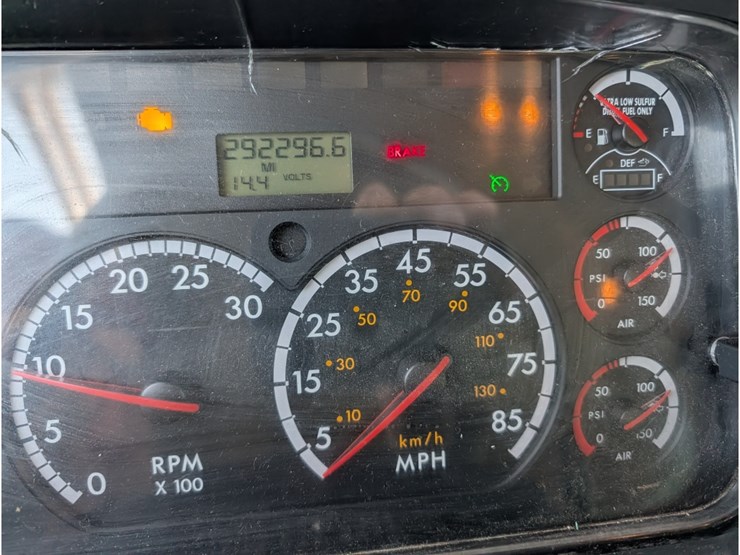 292296.6
MI
14.4 VOLTS
BRAKE
ULTRA LOW SULFUR
DIESEL FUEL ONLY
E F
DEF
E F
0 5 10 15 20 25 30
RPM
X 100
5 15 25 35 45 55 65 75 85
10 30 50 70 90 110 130
km/h
MPH
0 50 100 150
PSI
AIR
0 50 100 150
PSI
AIR